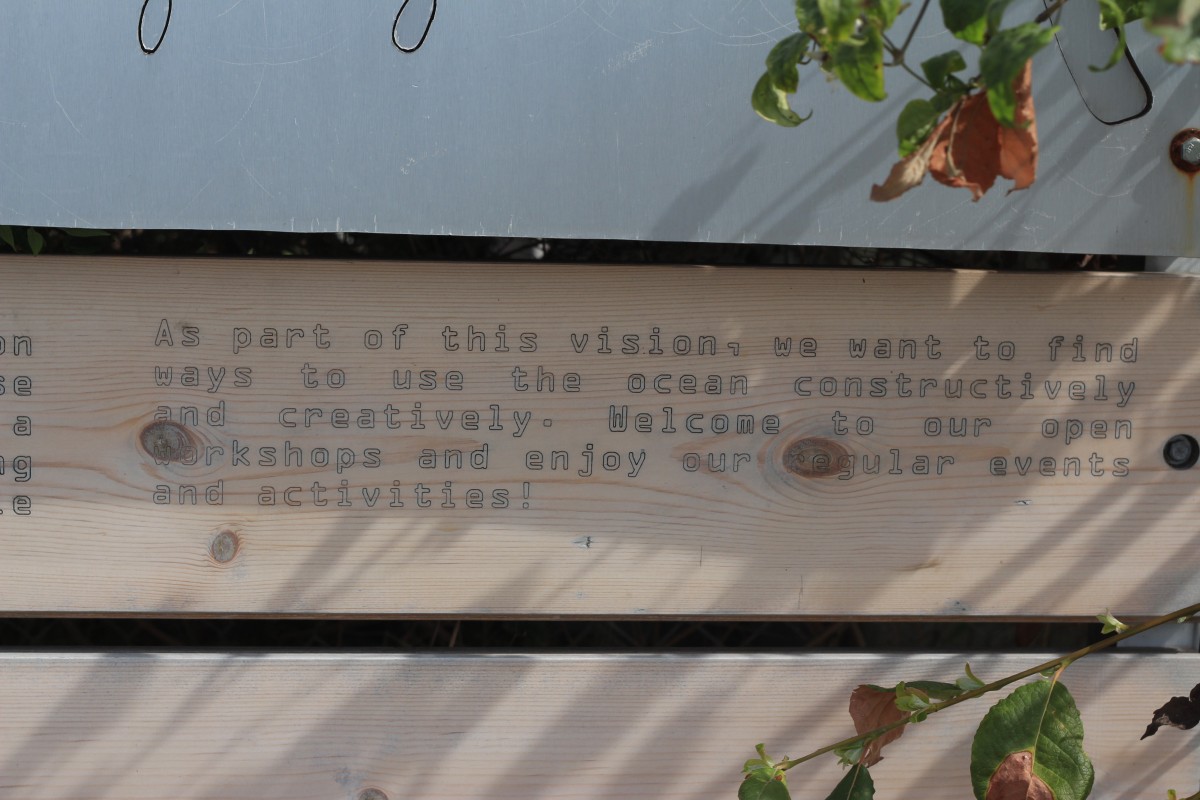 on
se
a
ng
le
As part of this vision, we want to find
ways to use the ocean constructively
and creatively. Welcome to our open
workshops and enjoy our regular events
and activities!